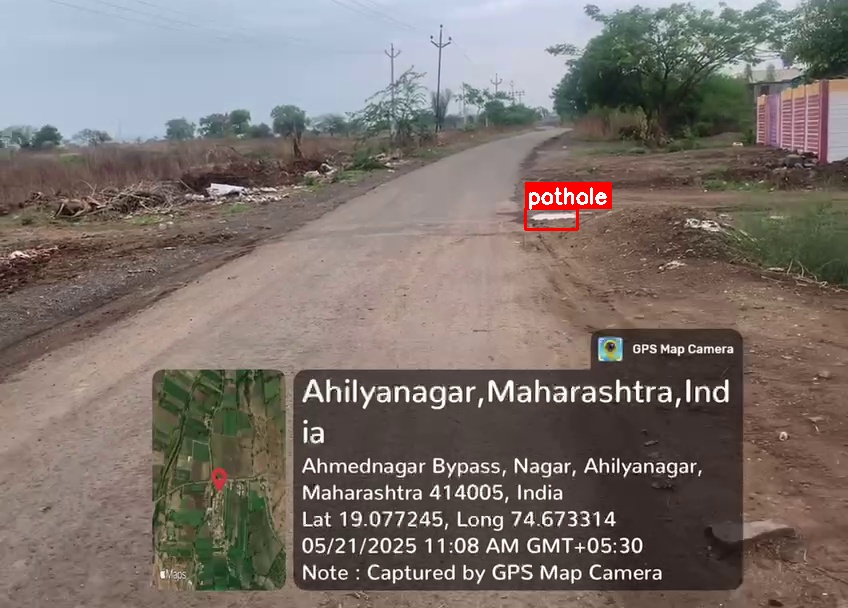 pothole
GPS Map Camera
Ahilyanagar,Maharashtra,Ind
ia
Ahmednagar Bypass, Nagar, Ahilyanagar,
Maharashtra 414005, India
Lat 19.077245, Long 74.673314
05/21/2025 11:08 AM GMT+05:30
Note : Captured by GPS Map Camera
Maps